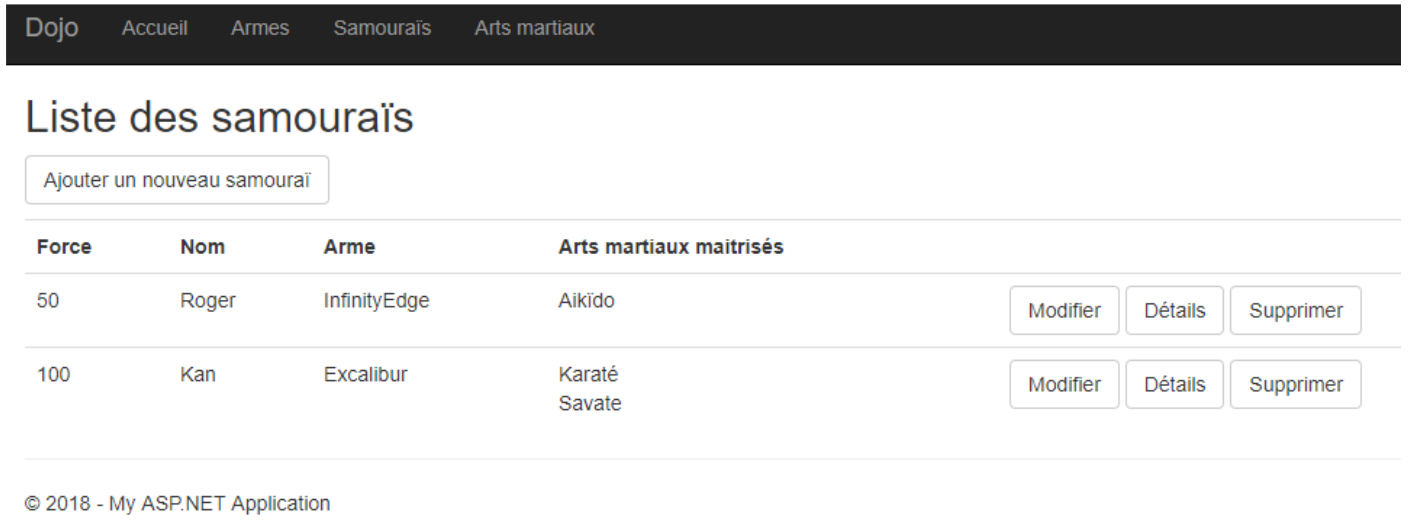 Dojo Accueil Armes Samouraïs Arts martiaux
Liste des samouraïs
Ajouter un nouveau samouraï
Force Nom Arme Arts martiaux maitrisés
50 Roger InfinityEdge Aikïdo Modifier Détails Supprimer
100 Kan Excalibur Karaté Modifier Détails Supprimer
Savate
© 2018 - My ASP.NET Application